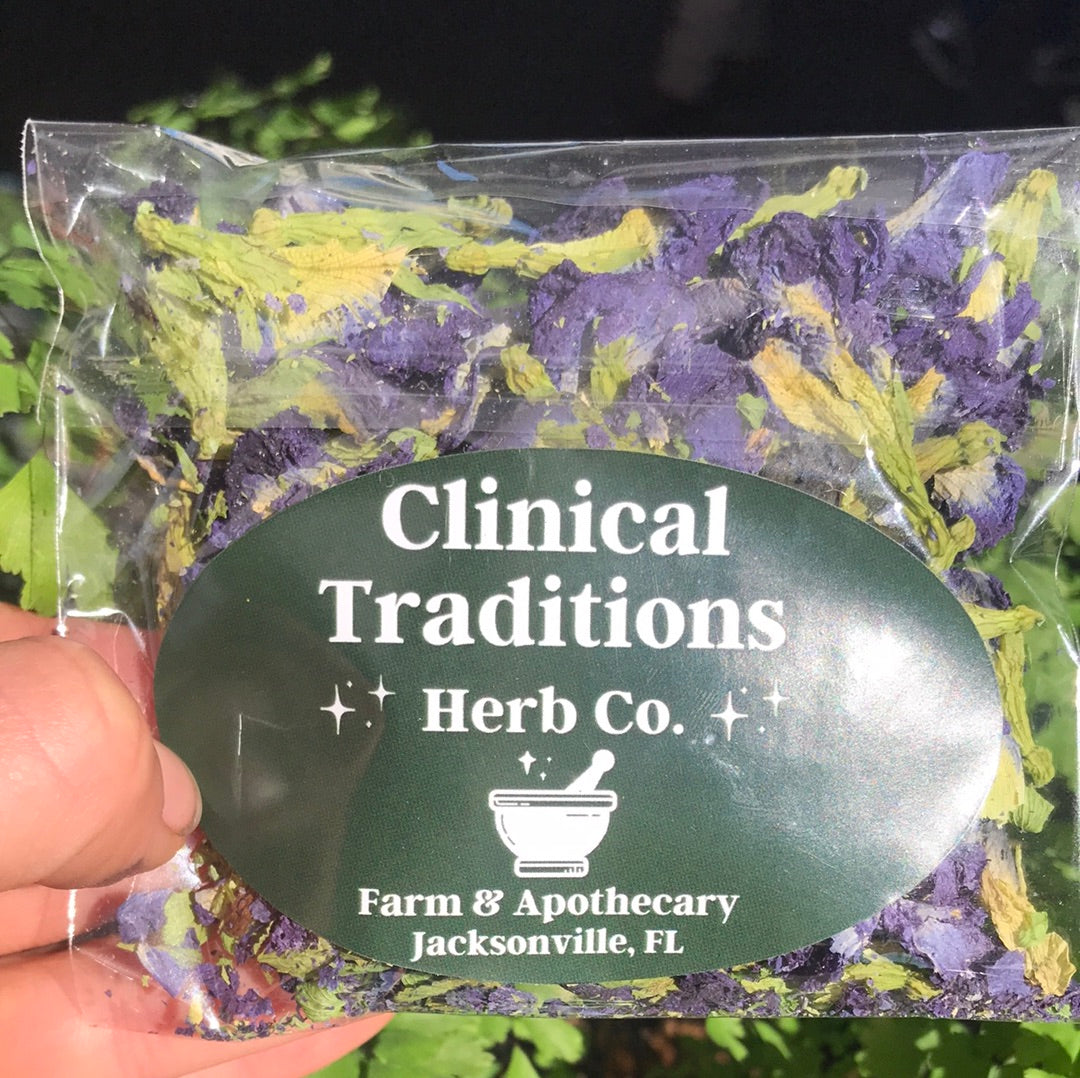 Clinical
Traditions
Herb Co.
Farm & Apothecary
Jacksonville, FL